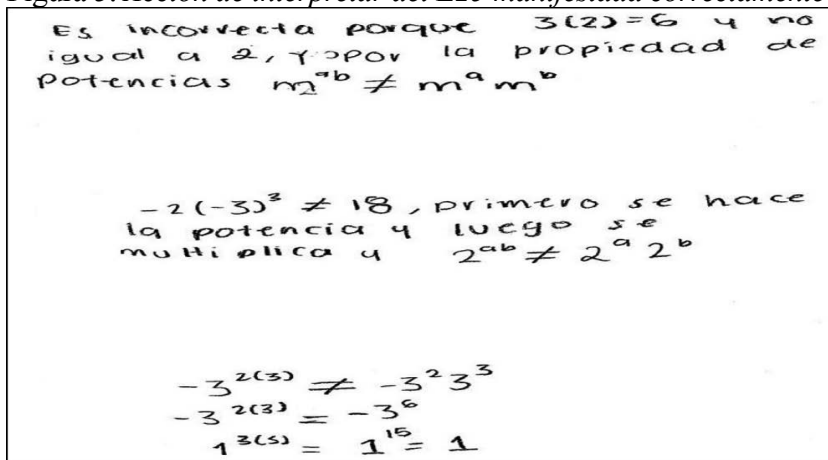 Es incorrecta porque 3(2)=6 y no
igual a 2, y por la propiedad de
potencias m^{ab} ≠ m^a m^b
-2(-3)^3 ≠ 18, primero se hace
la potencia y luego se
multiplica y 2^{ab} ≠ 2^a 2^b
-3^{2(3)} ≠ -3^2 3^3
-3^{2(3)} = -3^6
1^{3(5)} = 1^{15} = 1